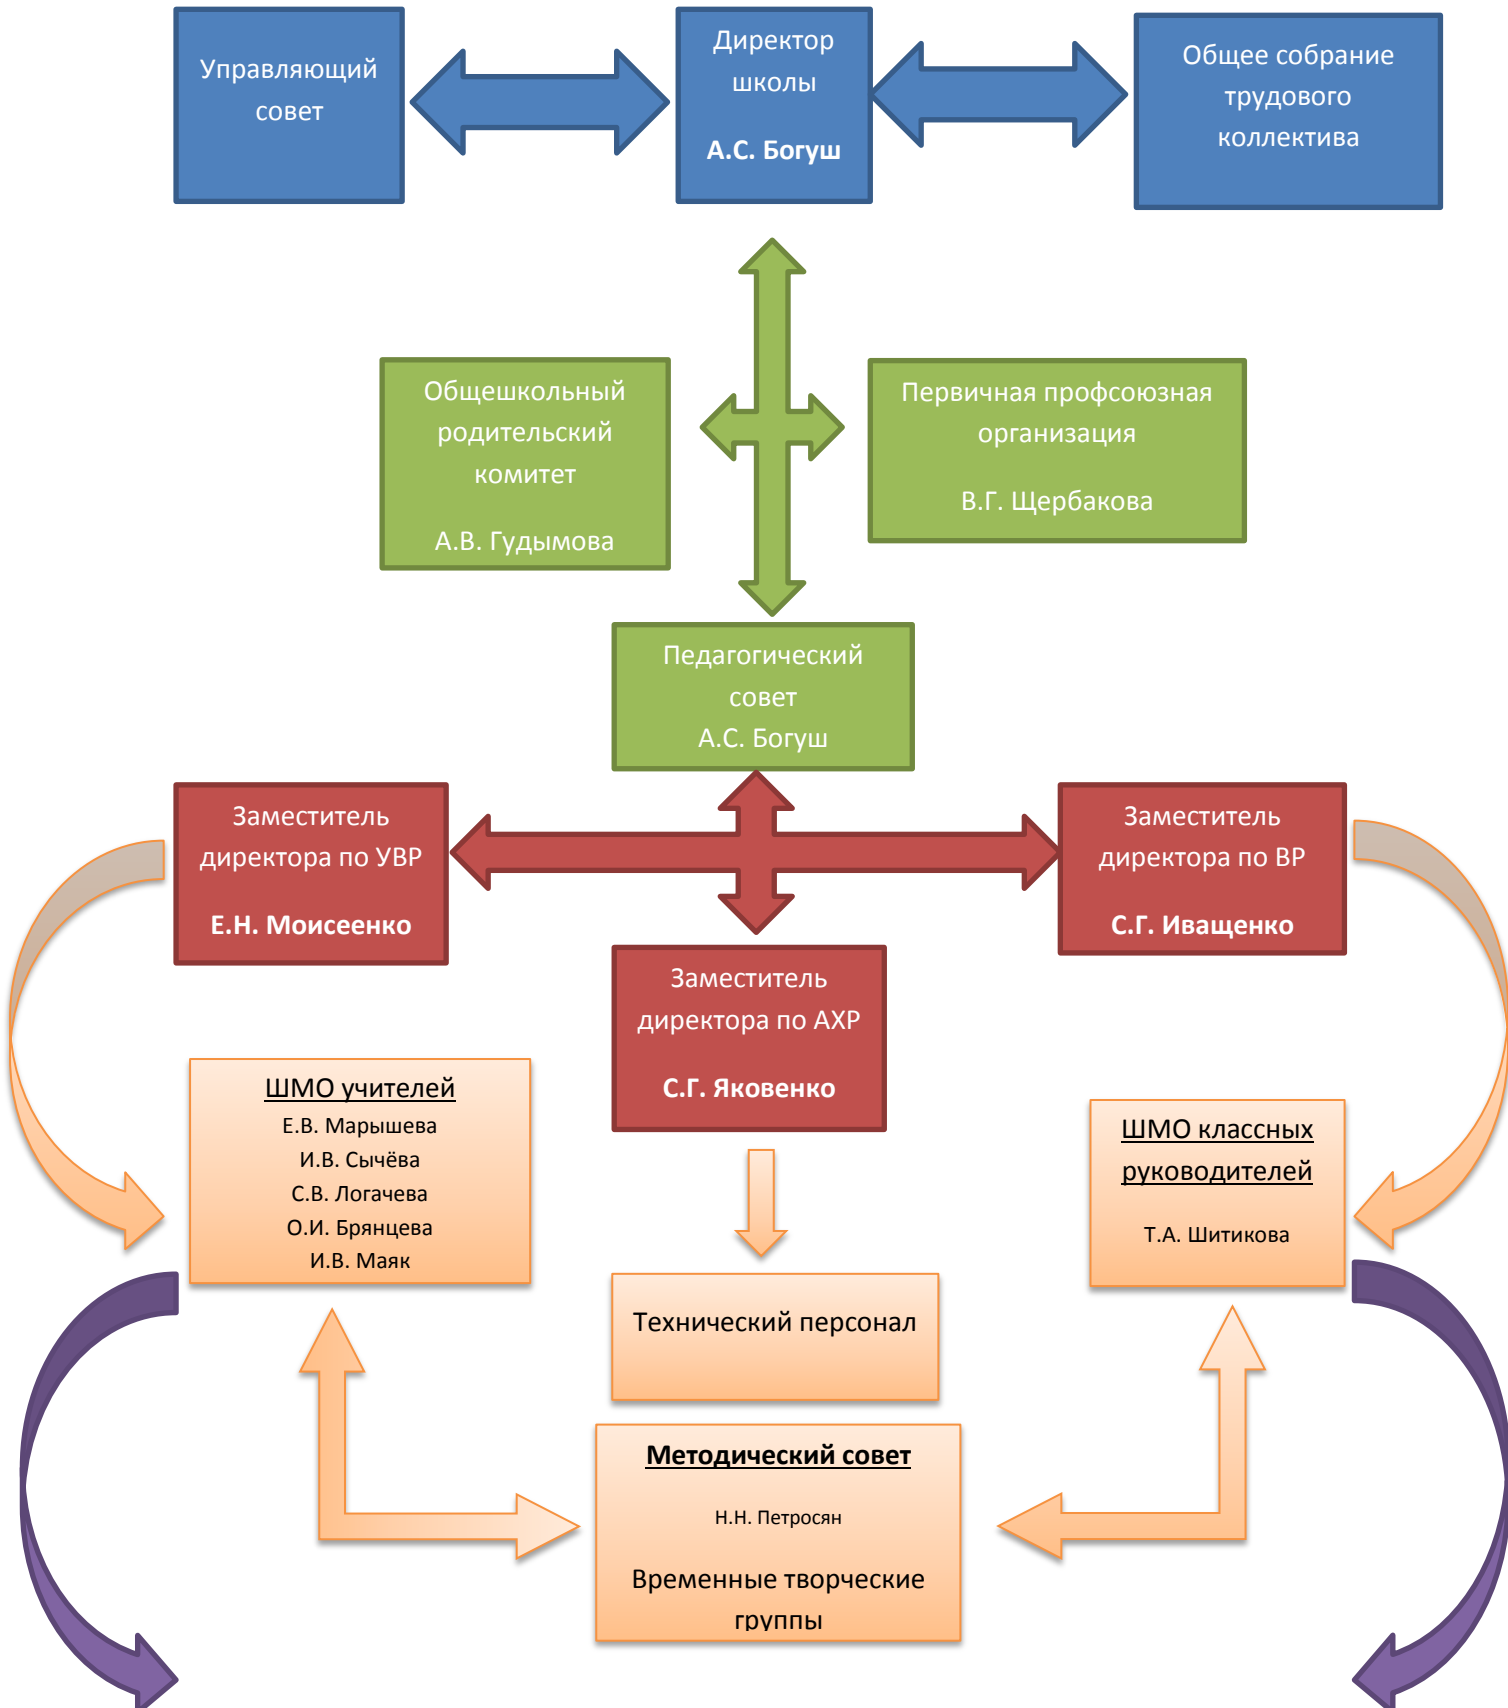 Управляющий
совет
Директор
школы
А.С. Богуш
Общее собрание
трудового
коллектива
Общешкольный
родительский
комитет
А.В. Гудымова
Первичная профсоюзная
организация
В.Г. Щербакова
Педагогический
совет
А.С. Богуш
Заместитель
директора по УВР
Е.Н. Моисеенко
Заместитель
директора по ВР
С.Г. Иващенко
Заместитель
директора по АХР
С.Г. Яковенко
ШМО учителей
Е.В. Марышева
И.В. Сычёва
С.В. Логачева
О.И. Брянцева
И.В. Маяк
ШМО классных
руководителей
Т.А. Шитикова
Технический персонал
Методический совет
Н.Н. Петросян
Временные творческие
группы